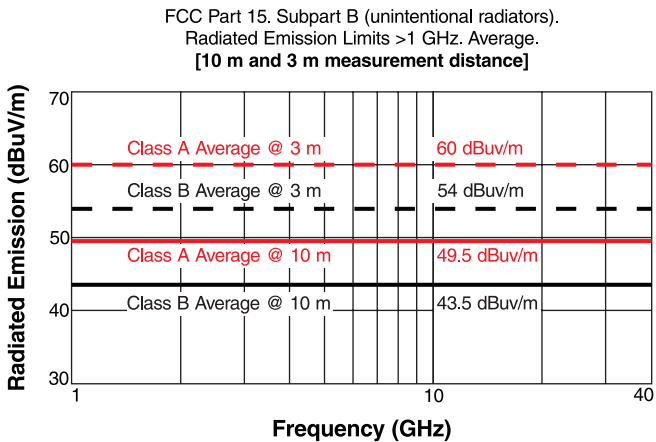 FCC Part 15. Subpart B (unintentional radiators).
Radiated Emission Limits >1 GHz. Average.
[10 m and 3 m measurement distance]
Radiated Emission (dBuV/m)
70
60
50
40
30
Class A Average @ 3 m 60 dBuv/m
Class B Average @ 3 m 54 dBuv/m
Class A Average @ 10 m 49.5 dBuv/m
Class B Average @ 10 m 43.5 dBuv/m
1 10 40
Frequency (GHz)